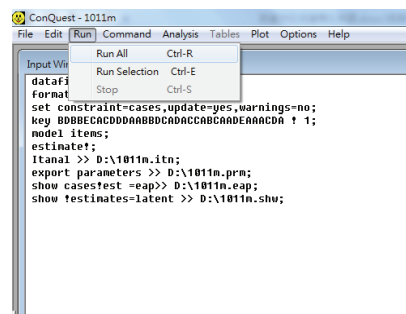 ConQuest - 1011m
File Edit Run Command Analysis Tables Plot Options Help
Run All Ctrl-R
Run Selection Ctrl-E
Stop Ctrl-S
Input Wi
datafi
format
set constraint=cases,update=yes,warnings=no;
key BDBBECACDDDAABBDCADACCABCAADEAAACDA ! 1;
model items;
estimate!;
Itanal >> D:\1011m.itn;
export parameters >> D:\1011m.prm;
show cases!est =eap>> D:\1011m.eap;
show !estimates=latent >> D:\1011m.shw;